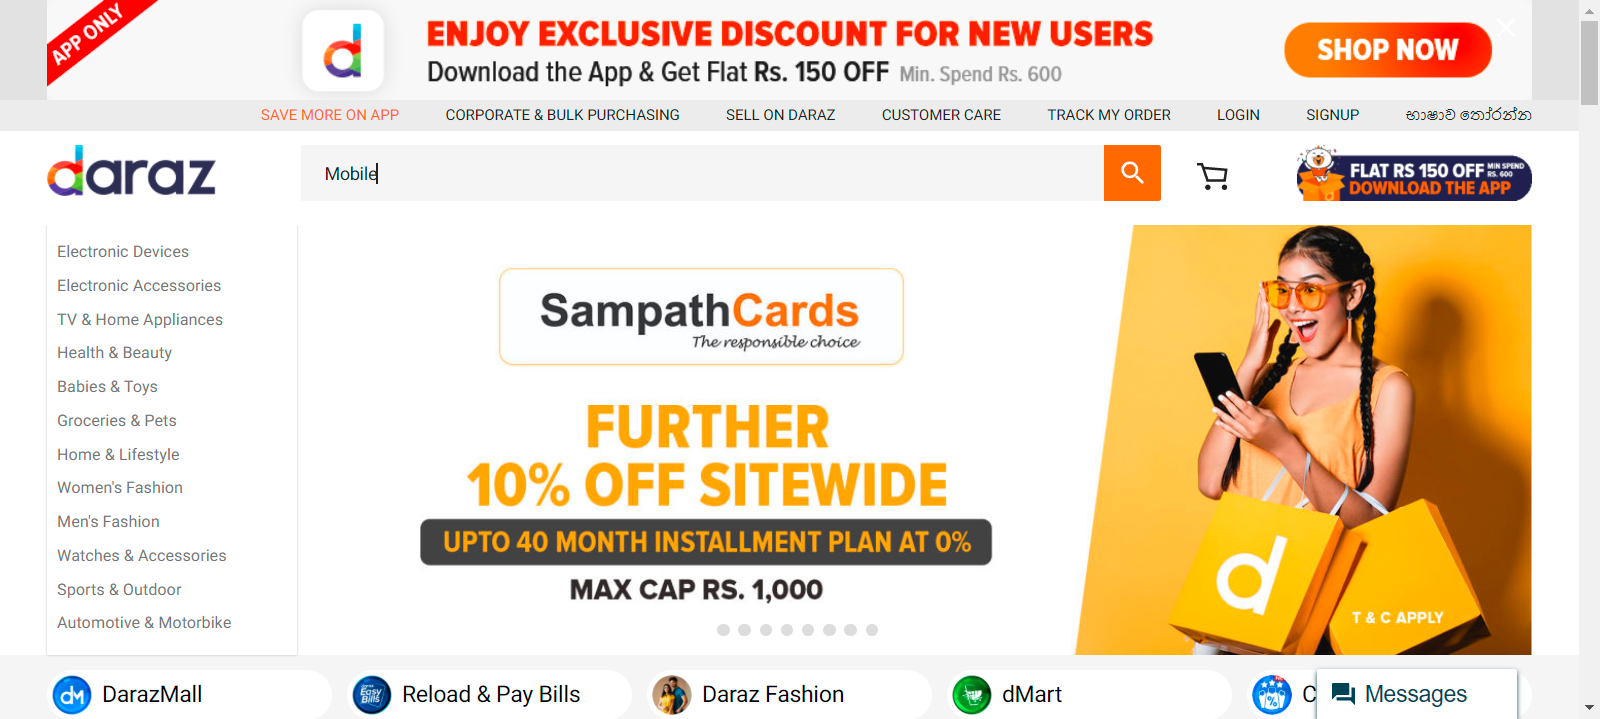 APP ONLY
ENJOY EXCLUSIVE DISCOUNT FOR NEW USERS
Download the App & Get Flat Rs. 150 OFF Min. Spend Rs. 600
SHOP NOW
SAVE MORE ON APP
CORPORATE & BULK PURCHASING
SELL ON DARAZ
CUSTOMER CARE
TRACK MY ORDER
LOGIN
SIGNUP
භාෂාව තෝරන්න
daraz
Mobile
FLAT RS 150 OFF MIN SPEND RS. 600
DOWNLOAD THE APP
Electronic Devices
Electronic Accessories
TV & Home Appliances
Health & Beauty
Babies & Toys
Groceries & Pets
Home & Lifestyle
Women's Fashion
Men's Fashion
Watches & Accessories
Sports & Outdoor
Automotive & Motorbike
SampathCards
The responsible choice
FURTHER
10% OFF SITEWIDE
UPTO 40 MONTH INSTALLMENT PLAN AT 0%
MAX CAP RS. 1,000
d
T & C APPLY
dM
DarazMall
Easy
Bills
Reload & Pay Bills
Daraz Fashion
dMart
C
Messages